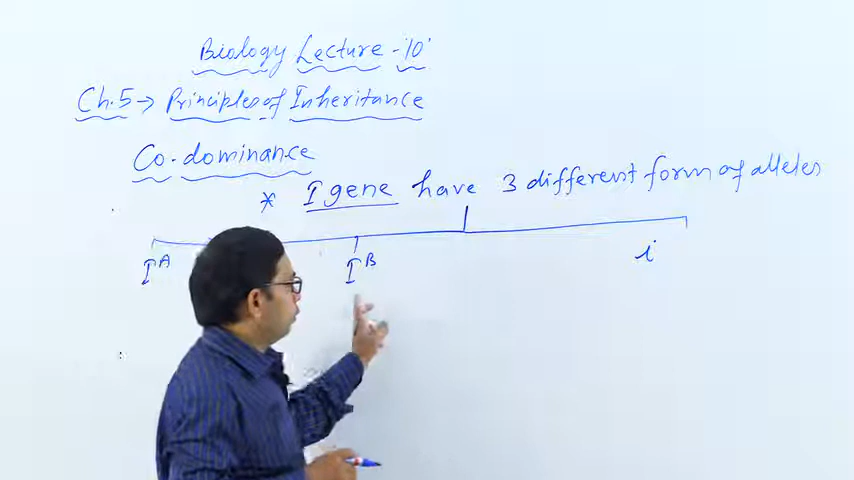 Biology Lecture-'10'
Ch.5→ Principles of Inheritance
Co-dominance
* I gene have 3 different form of alleles
I^A I^B i